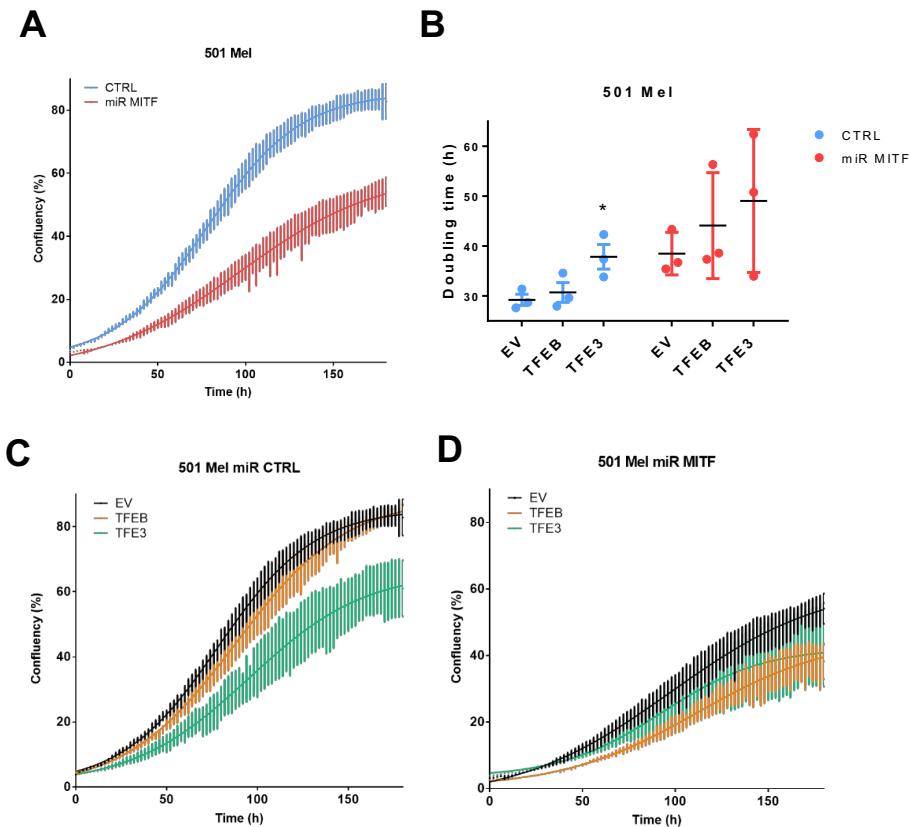 A
501 Mel
CTRL
miR MITF
80
60
40
20
0
Confluency (%)
0 50 100 150
Time (h)
B
501 Mel
CTRL
miR MITF
60
50
40
30
Doubling time (h)
*
EV TFEB TFE3 EV TFEB TFE3
C
501 Mel miR CTRL
EV
TFEB
TFE3
80
60
40
20
0
Confluency (%)
0 50 100 150
Time (h)
D
501 Mel miR MITF
EV
TFEB
TFE3
80
60
40
20
0
Confluency (%)
0 50 100 150
Time (h)